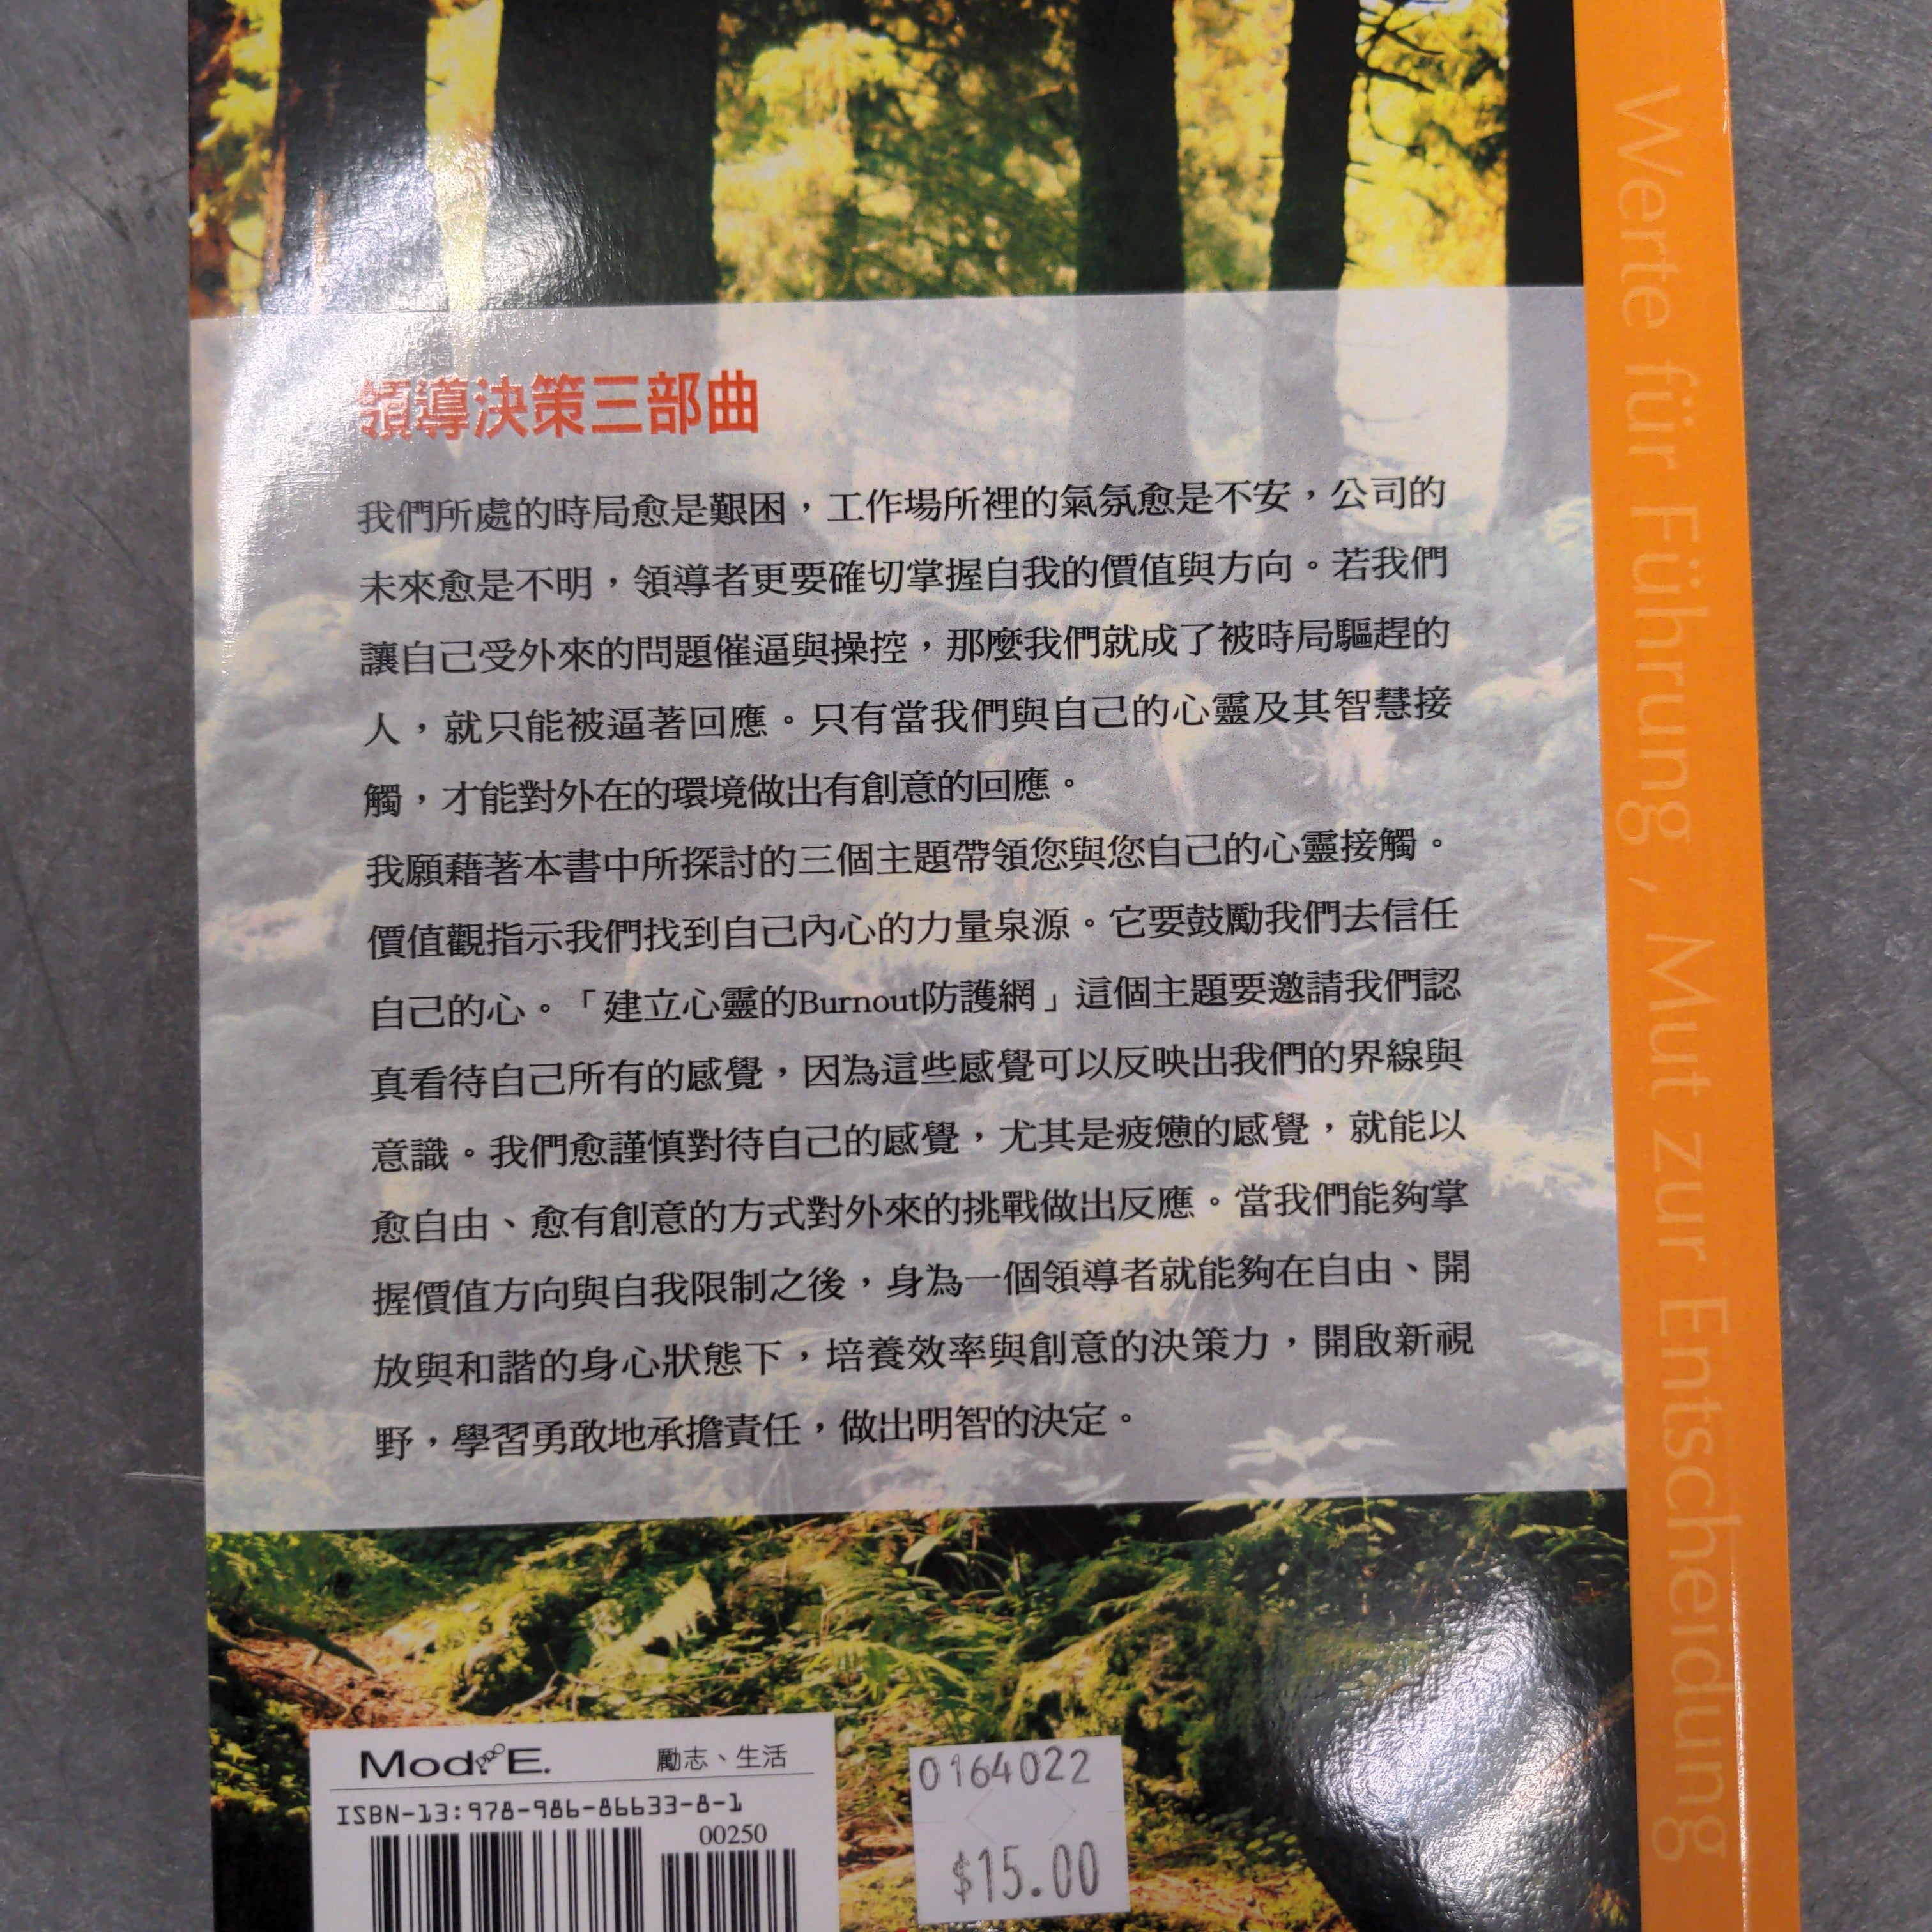 領導決策三部曲
我們所處的時局愈是艱困，工作場所裡的氣氛愈是不安，公司的
未來愈是不明，領導者更要確切掌握自我的價值與方向。若我們
讓自己受外來的問題催逼與操控，那麼我們就成了被時局驅趕的
人，就只能被逼著回應。只有當我們與自己的心靈及其智慧接
觸，才能對外在的環境做出有創意的回應。
我願藉著本書中所探討的三個主題帶領您與您自己的心靈接觸。
價值觀指示我們找到自己內心的力量泉源。它要鼓勵我們去信任
自己的心。「建立心靈的Burnout防護網」這個主題要邀請我們認
真看待自己所有的感覺，因為這些感覺可以反映出我們的界線與
意識。我們愈謹慎對待自己的感覺，尤其是疲憊的感覺，就能以
愈自由、愈有創意的方式對外來的挑戰做出反應。當我們能夠掌
握價值方向與自我限制之後，身為一個領導者就能夠在自由、開
放與和諧的身心狀態下，培養效率與創意的決策力，開啟新視
野，學習勇敢地承擔責任，做出明智的決定。
Werte für Führung, Mut zur Entscheidung
Mod PRO E.
勵志、生活
ISBN-13:978-986-86633-8-1
00250
0164022
$15.00